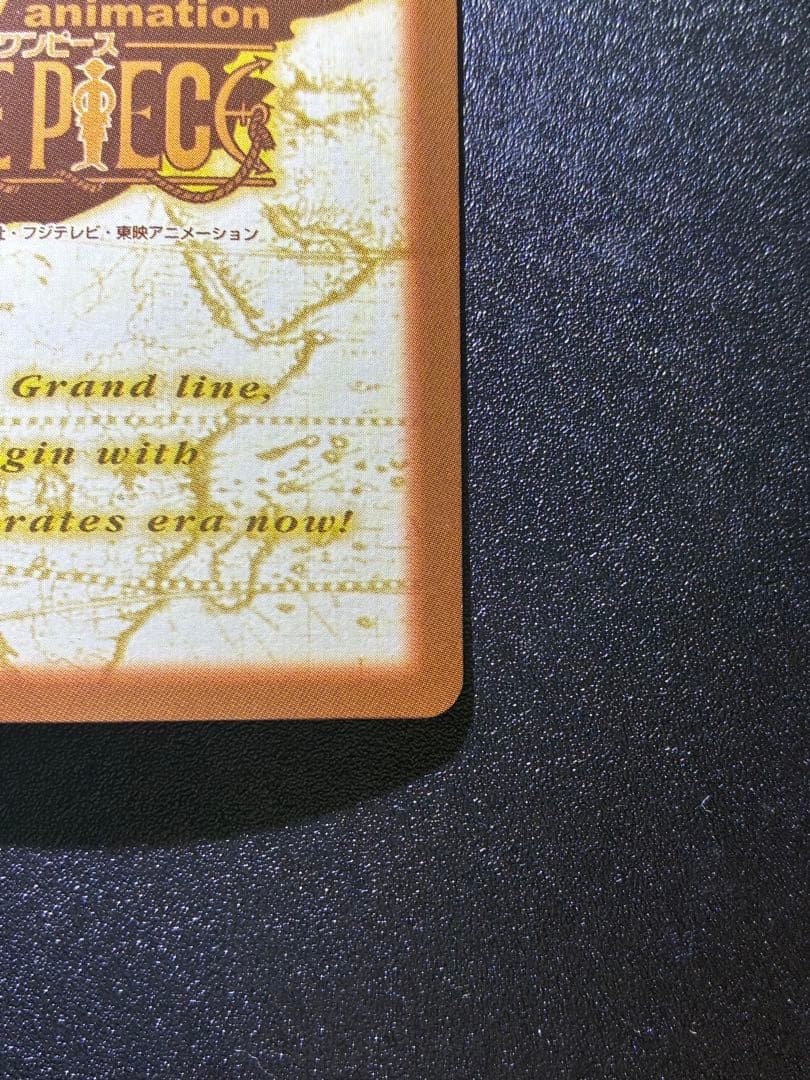 animation
ワンピース
E PIECE
・フジテレビ・東映アニメーション
Grand line,
gin with
rates era now!